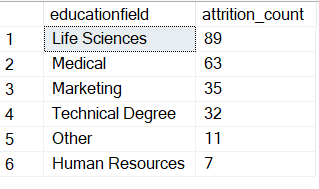 educationfield attrition_count
1 Life Sciences 89
2 Medical 63
3 Marketing 35
4 Technical Degree 32
5 Other 11
6 Human Resources 7